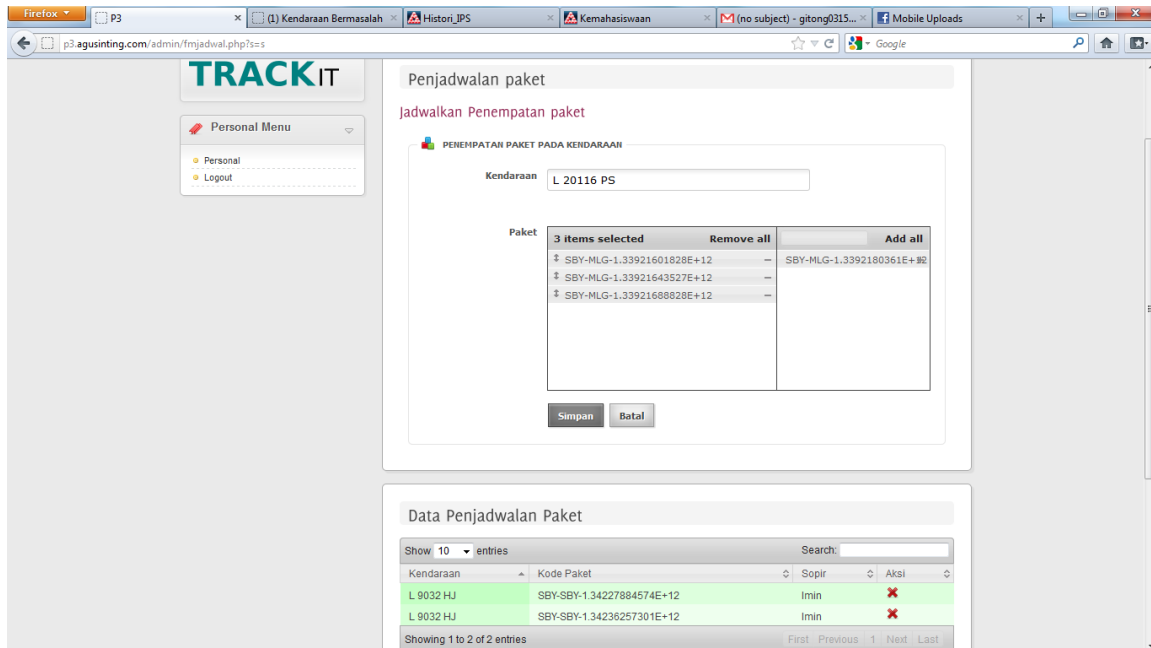 Firefox
P3 (1) Kendaraan Bermasalah Histori_IPS Kemahasiswaan (no subject) - gitong0315... Mobile Uploads
p3.agusinting.com/admin/fmjadwal.php?s=s Google
TRACKIT
Personal Menu
Personal
Logout
Penjadwalan paket
Jadwalkan Penempatan paket
PENEMPATAN PAKET PADA KENDARAAN
Kendaraan L 20116 PS
Paket 3 items selected Remove all Add all
SBY-MLG-1.33921601828E+12 SBY-MLG-1.3392180361E+12
SBY-MLG-1.33921643527E+12
SBY-MLG-1.33921688828E+12
Simpan Batal
Data Penjadwalan Paket
Show 10 entries Search:
Kendaraan Kode Paket Sopir Aksi
L 9032 HJ SBY-SBY-1.34227884574E+12 Imin
L 9032 HJ SBY-SBY-1.34236257301E+12 Imin
Showing 1 to 2 of 2 entries First Previous 1 Next Last